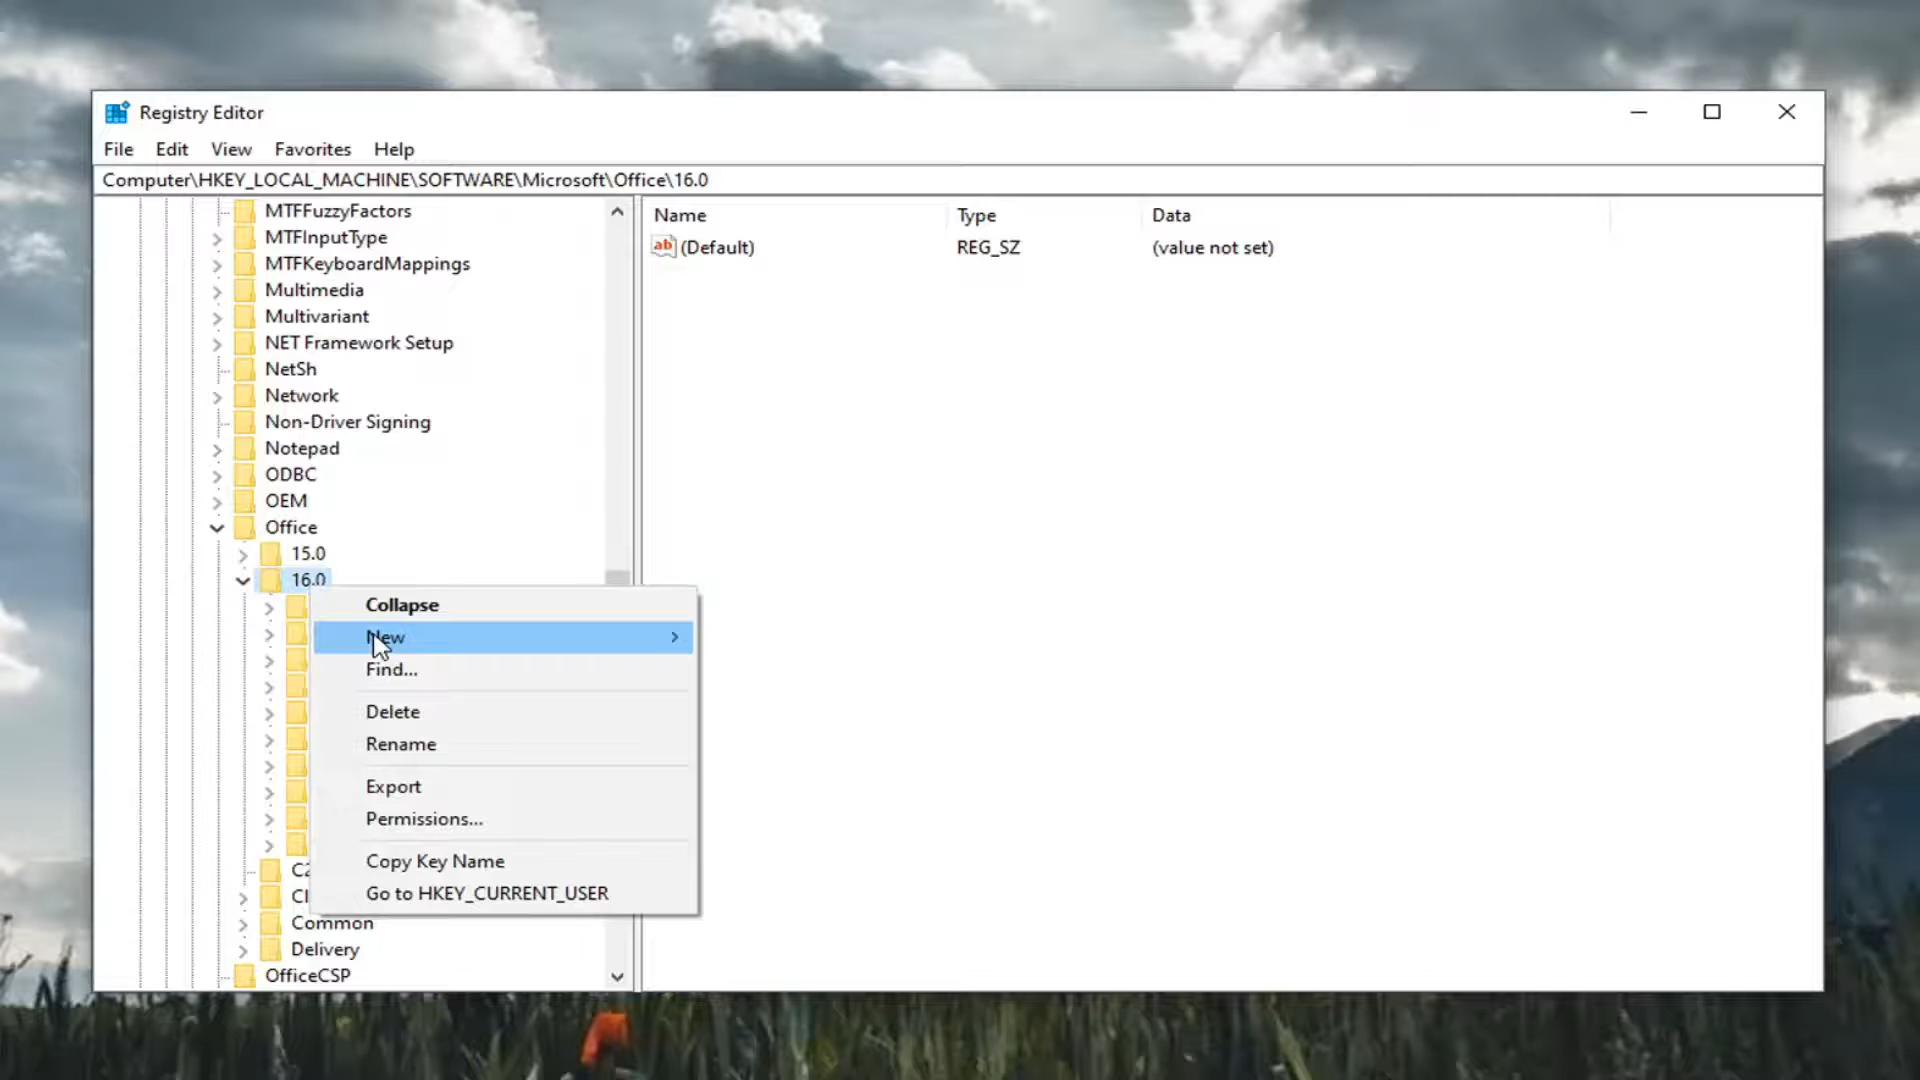 Registry Editor
File Edit View Favorites Help
Computer\HKEY_LOCAL_MACHINE\SOFTWARE\Microsoft\Office\16.0
MTFFuzzyFactors
MTFInputType
MTFKeyboardMappings
Multimedia
Multivariant
NET Framework Setup
NetSh
Network
Non-Driver Signing
Notepad
ODBC
OEM
Office
15.0
16.0
Common
Delivery
OfficeCSP
Collapse
New
Find...
Delete
Rename
Export
Permissions...
Copy Key Name
Go to HKEY_CURRENT_USER
Name Type Data
ab (Default) REG_SZ (value not set)